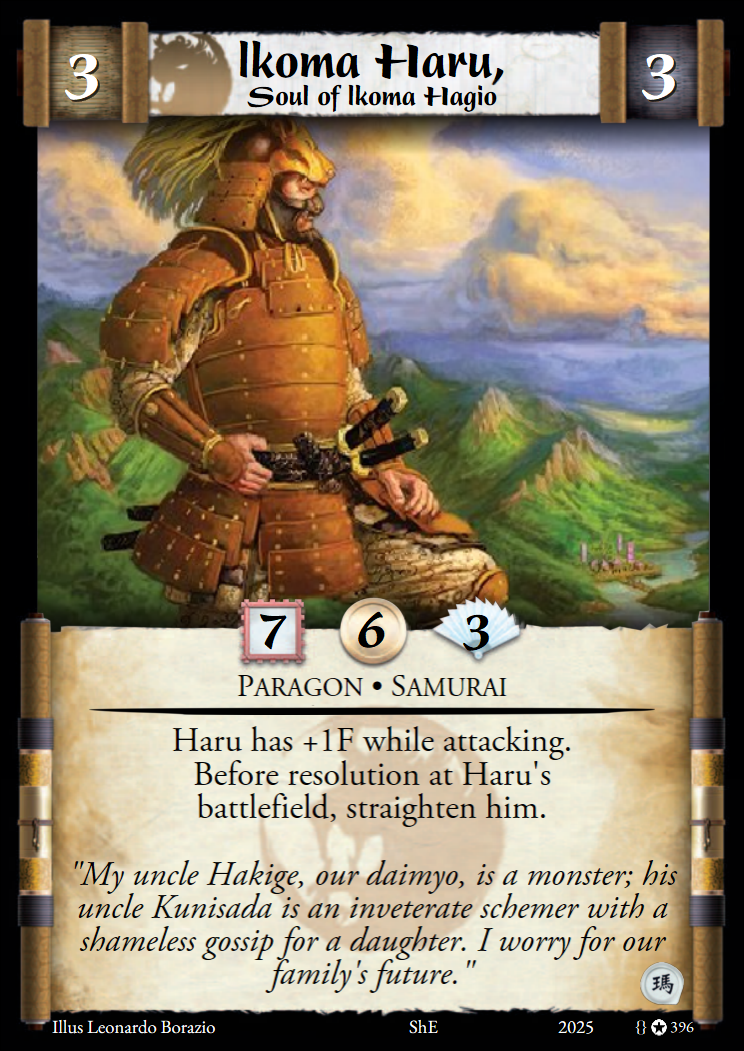 3
Ikoma Haru,
Soul of Ikoma Hagio
3
7 6 3
PARAGON • SAMURAI
Haru has +1F while attacking.
Before resolution at Haru's
battlefield, straighten him.
"My uncle Hakige, our daimyo, is a monster; his
uncle Kunisada is an inveterate schemer with a
shameless gossip for a daughter. I worry for our
family's future."
瑪
Illus Leonardo Borazio ShE 2025 {} ✪ 396